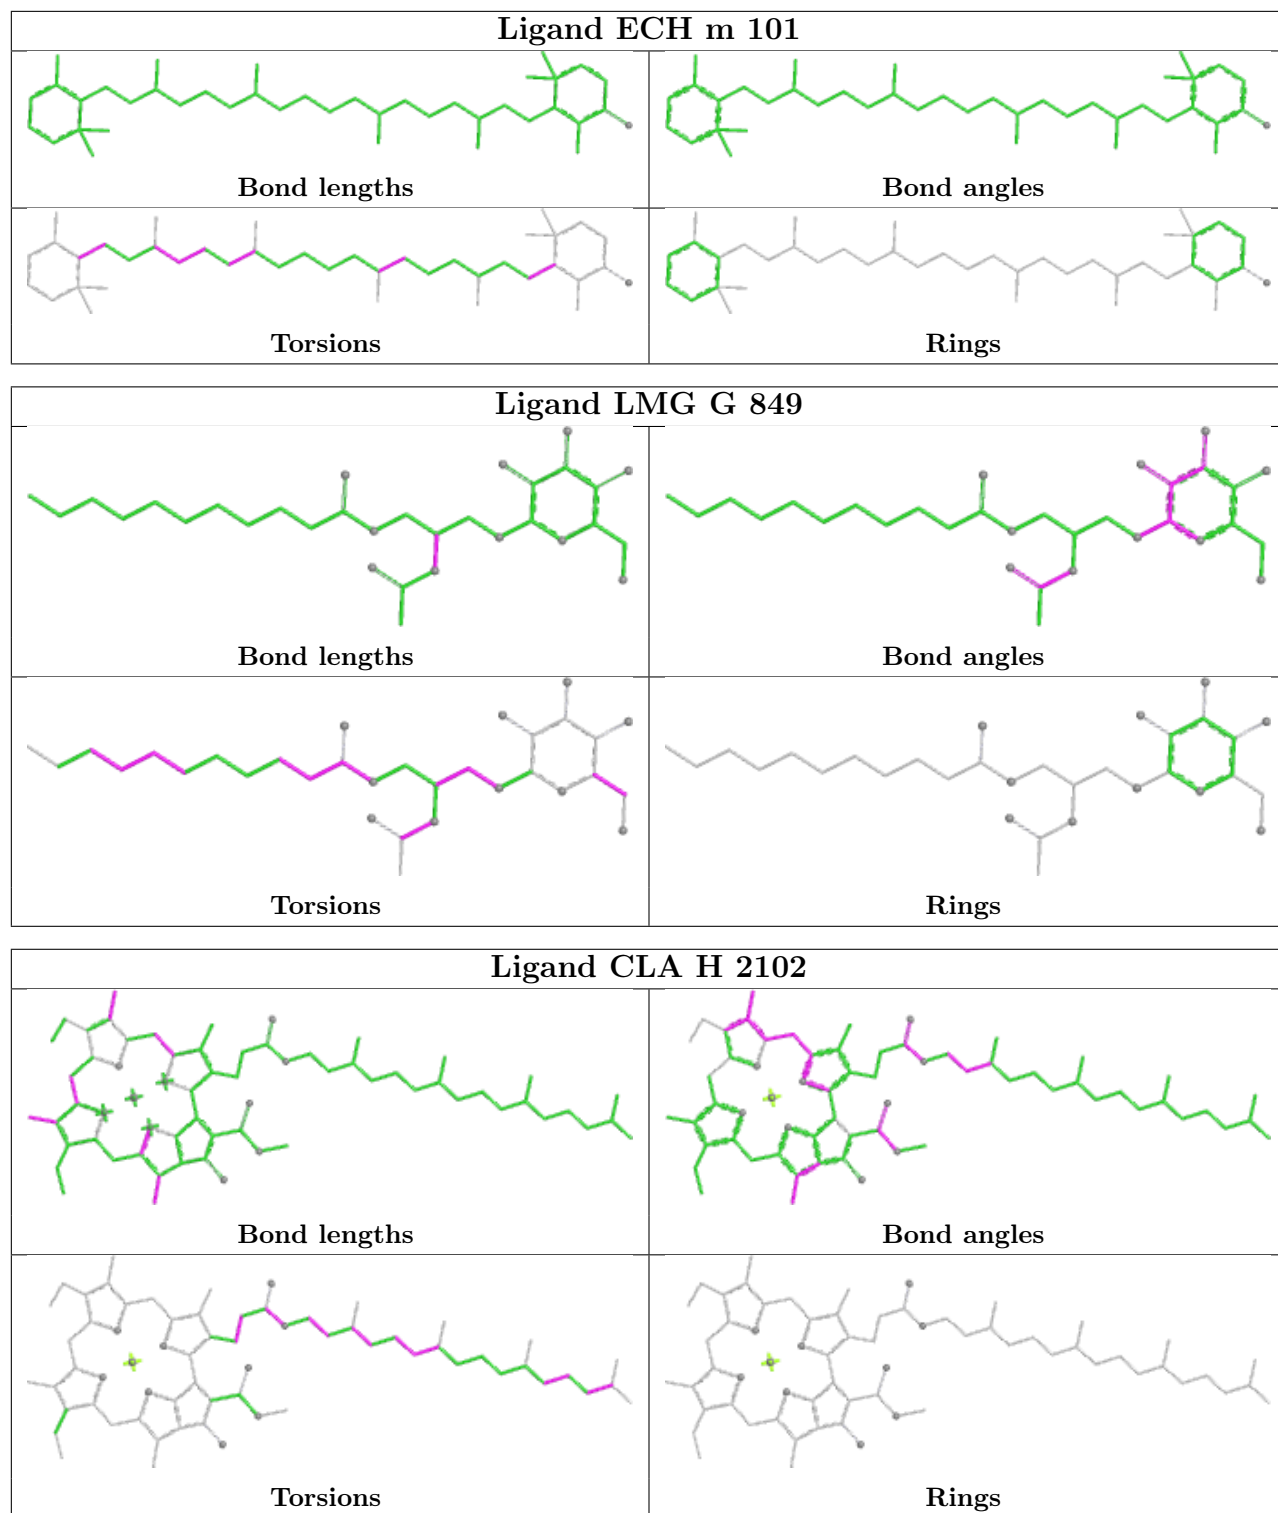 Ligand ECH m 101
Bond lengths
Bond angles
Torsions
Rings
Ligand LMG G 849
Bond lengths
Bond angles
Torsions
Rings
Ligand CLA H 2102
Bond lengths
Bond angles
Torsions
Rings